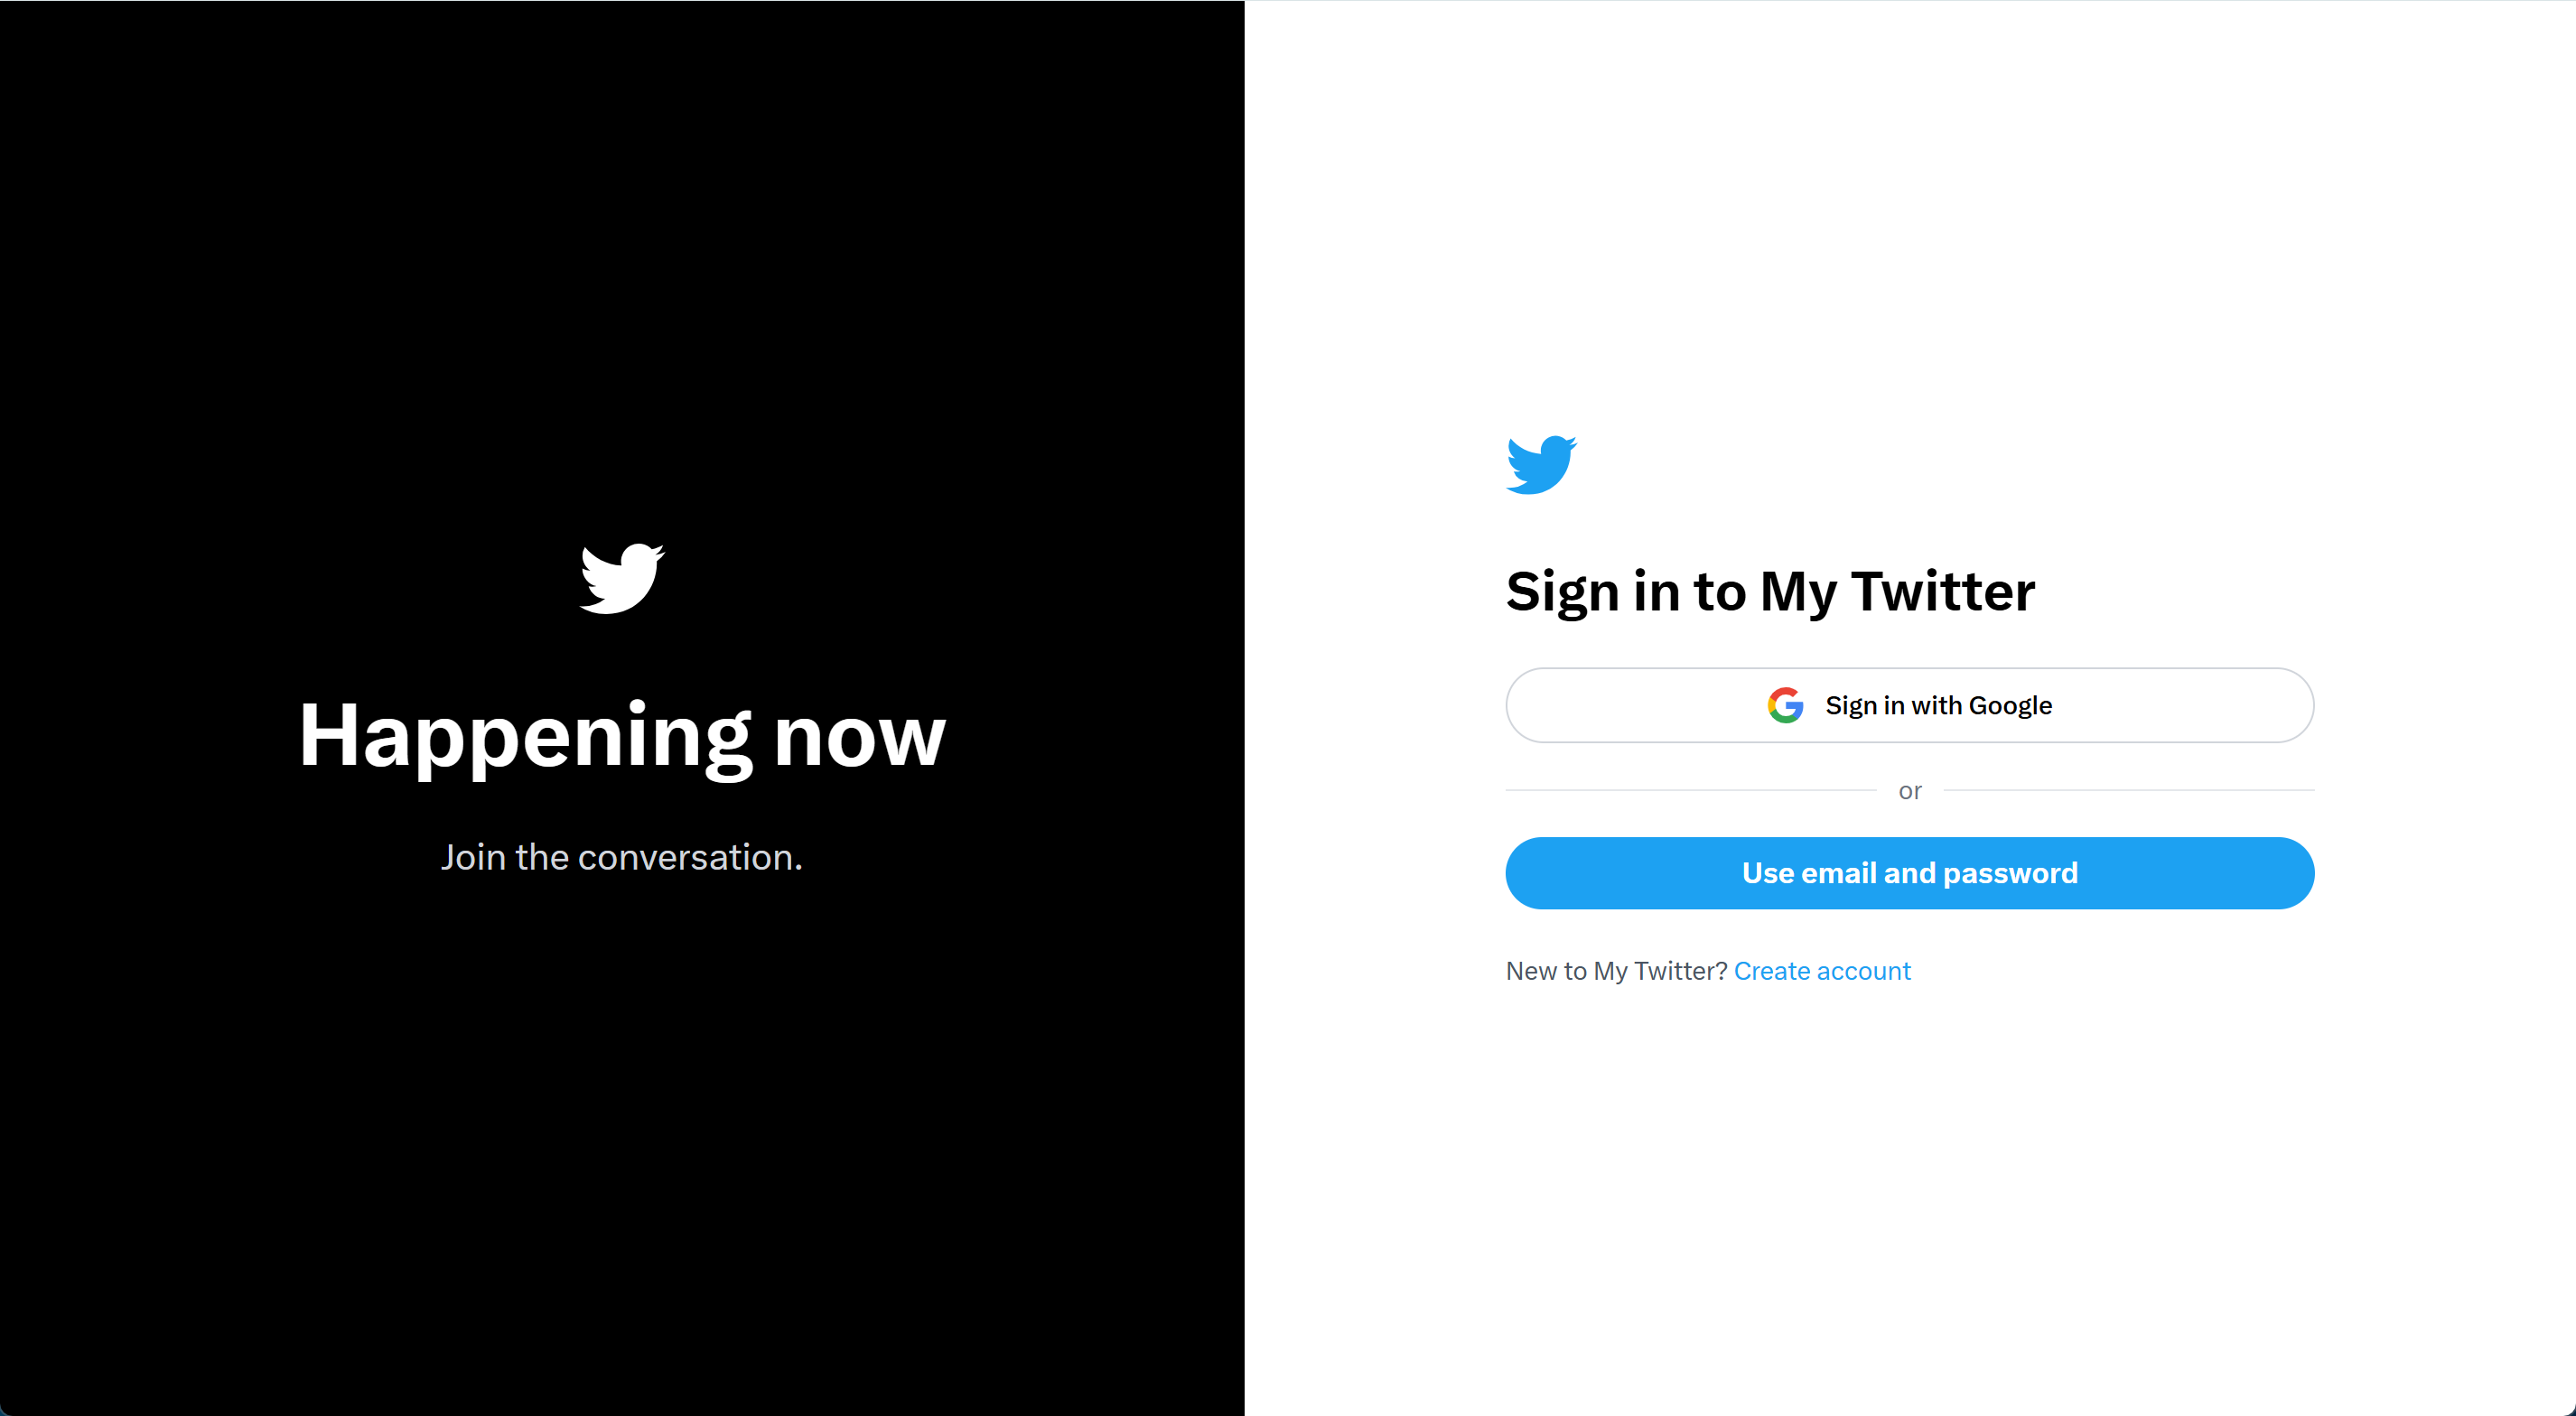 Happening now
Join the conversation.
Sign in to My Twitter
Sign in with Google
or
Use email and password
New to My Twitter? Create account